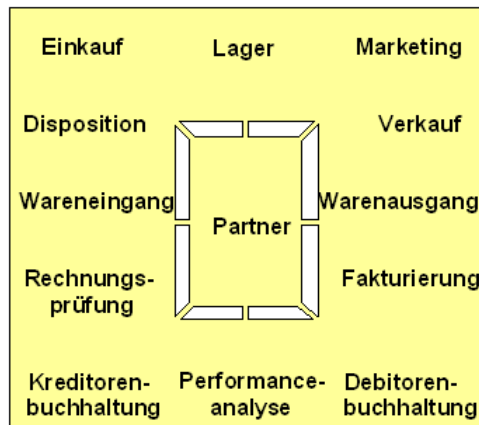 Einkauf Lager Marketing
Disposition Verkauf
Wareneingang Warenausgang
Partner
Rechnungs-
prüfung
Fakturierung
Kreditoren-
buchhaltung
Performance-
analyse
Debitoren-
buchhaltung